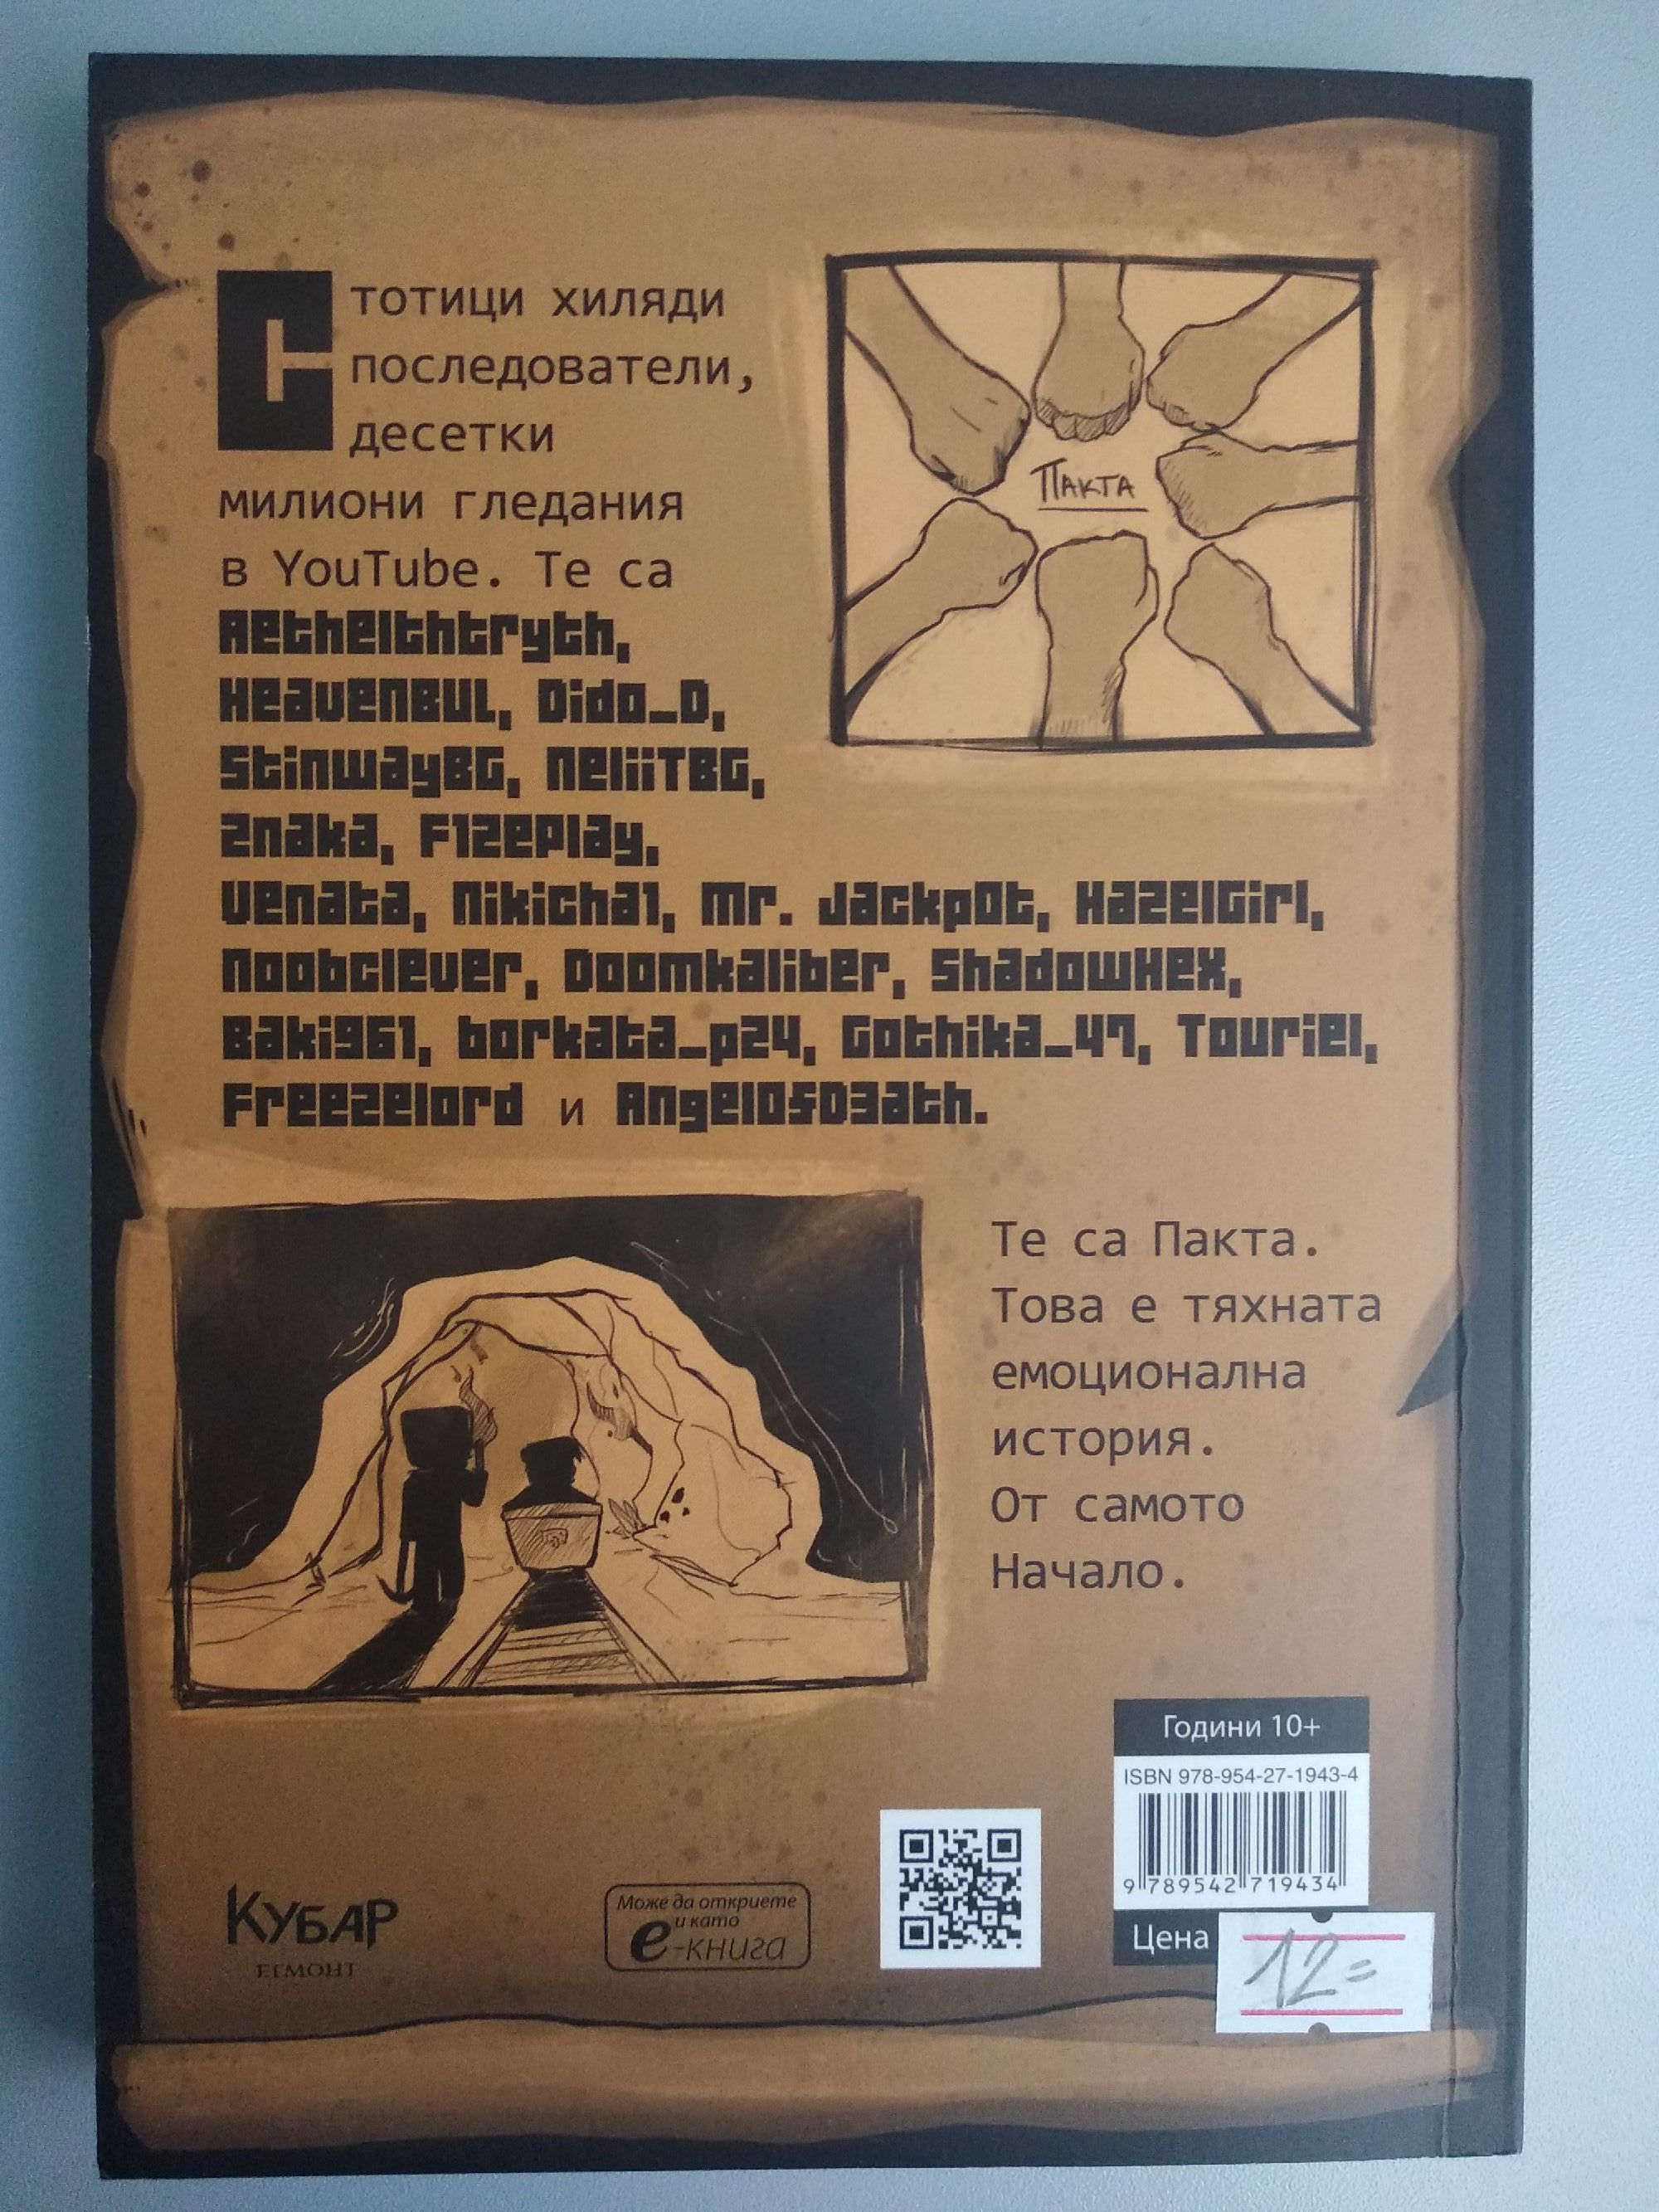 Стотици хиляди
последователи,
десетки
милиони гледания
в YouTube. Те са
Aethelthtryth,
HeavenBUL, Dido_D,
StinwayBG, NeliiTBG,
Znaka, F1zeplay,
Venata, Nikicha1, Mr. Jackp0t, HazelGirl,
Noobclever, Doomkaliber, ShadowHex,
Baki961, borkata_p24, Gothika_47, Touriel,
Freezelord и AngelOfD3ath.
ПАКТА
Те са Пакта.
Това е тяхната
емоционална
история.
От самото
Начало.
Години 10+
ISBN 978-954-27-1943-4
9 789542 719434
Цена 12=
КУБАР
ЕГМОНТ
Може да откриете
и като
е-книга